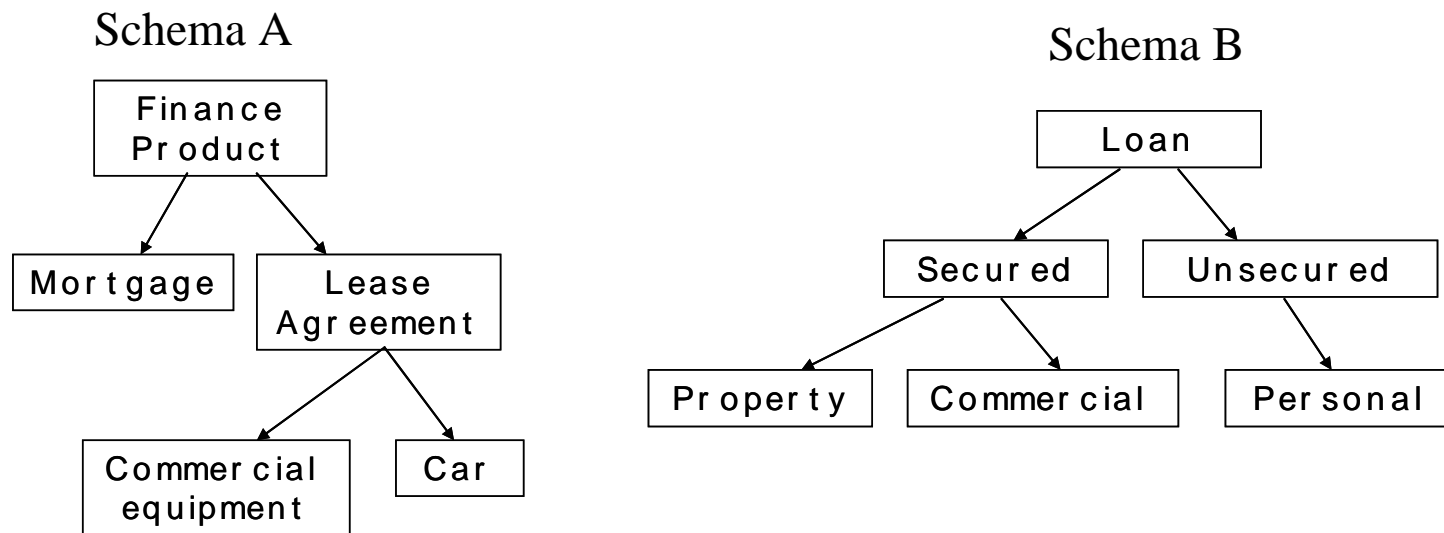 Schema A
Finance
Product
Mortgage
Lease
Agreement
Commercial
equipment
Car
Schema B
Loan
Secured
Unsecured
Property
Commercial
Personal